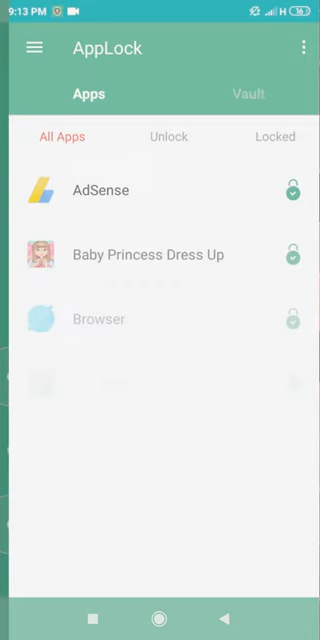 9:13 PM H 36
AppLock
Apps Vault
All Apps Unlock Locked
AdSense
Baby Princess Dress Up
Browser